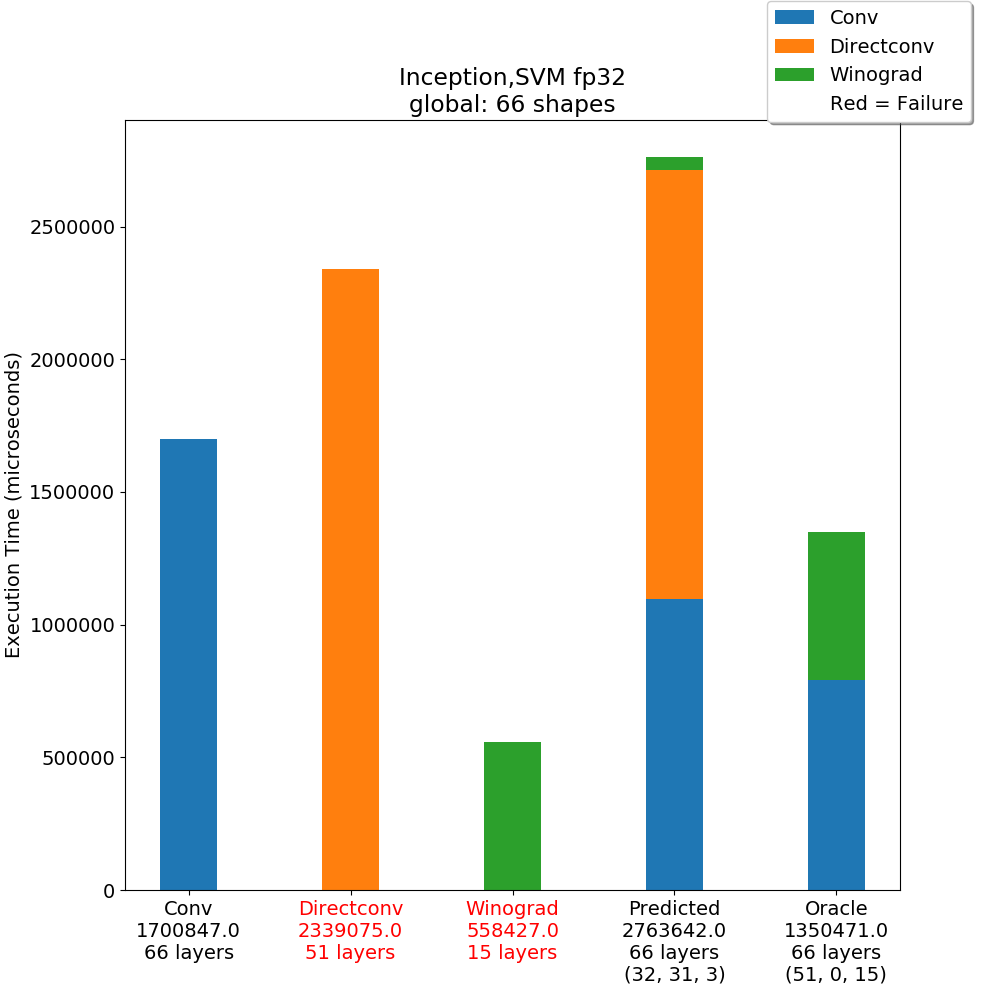 Conv
Directconv
Winograd
Red = Failure
Inception,SVM fp32
global: 66 shapes
Execution Time (microseconds)
2500000
2000000
1500000
1000000
500000
0
Conv
1700847.0
66 layers
Directconv
2339075.0
51 layers
Winograd
558427.0
15 layers
Predicted
2763642.0
66 layers
(32, 31, 3)
Oracle
1350471.0
66 layers
(51, 0, 15)